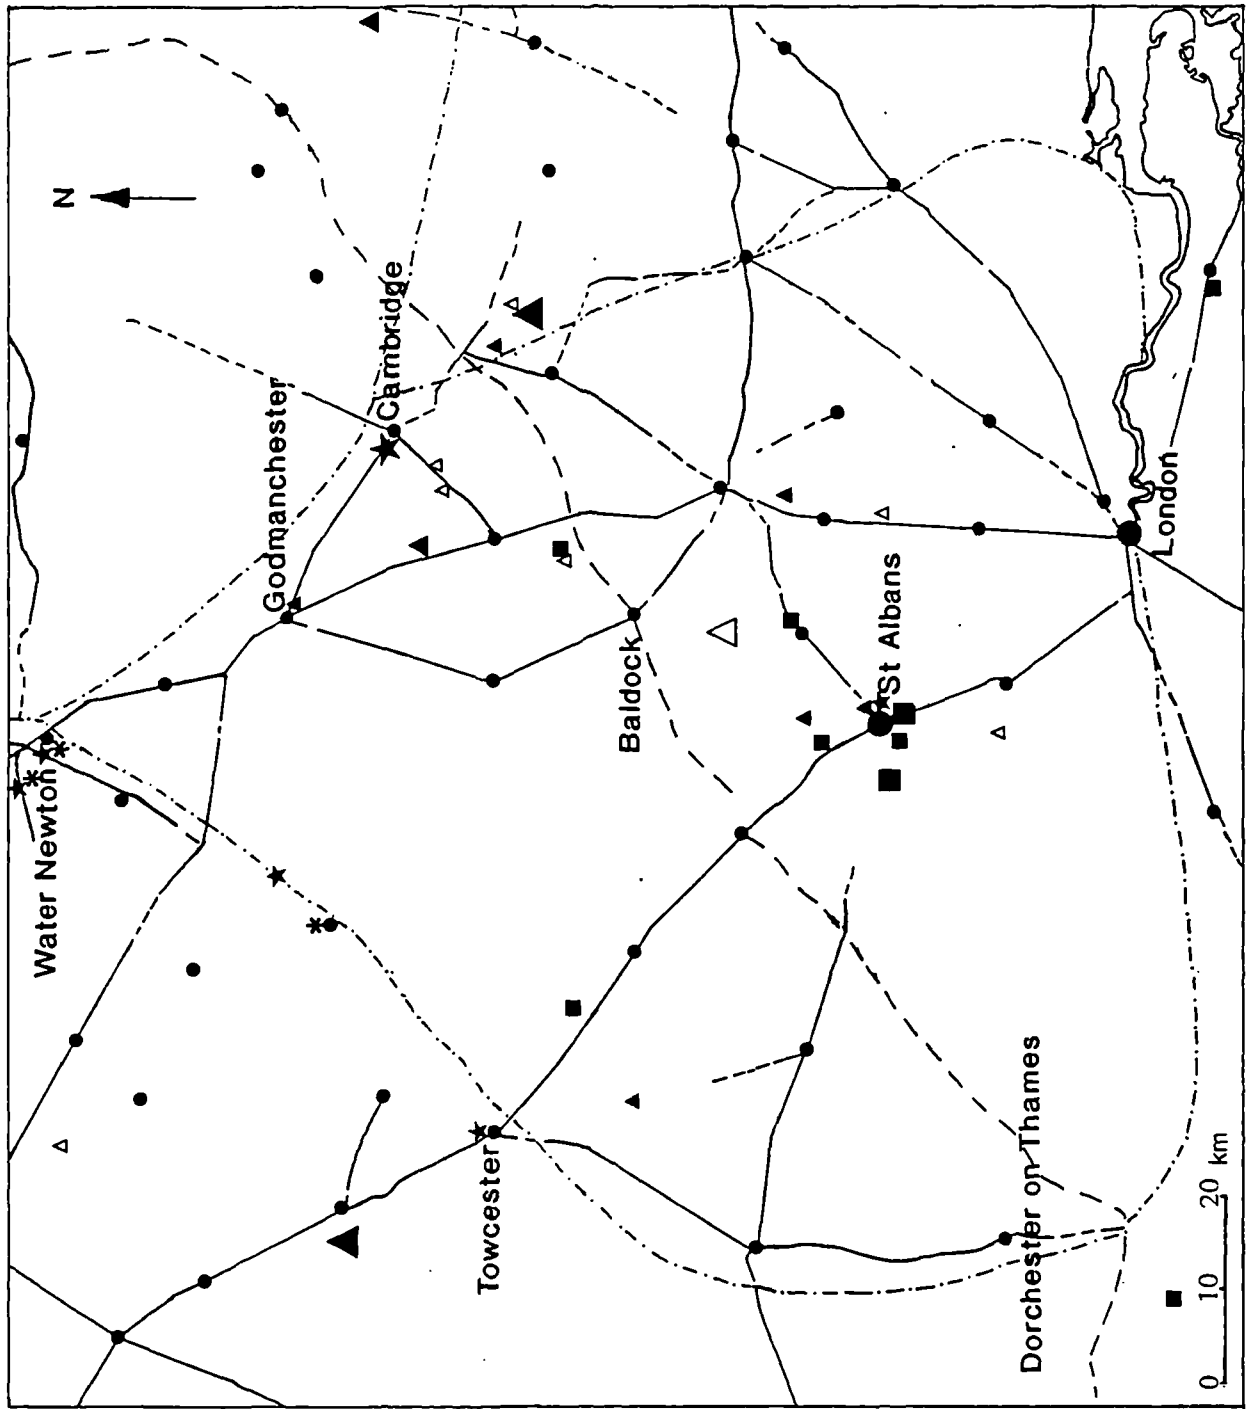 N
Godmanchester
Cambridge
Water Newton
Baldock
St Albans
London
Towcester
Dorchester on Thames
0 10 20 km